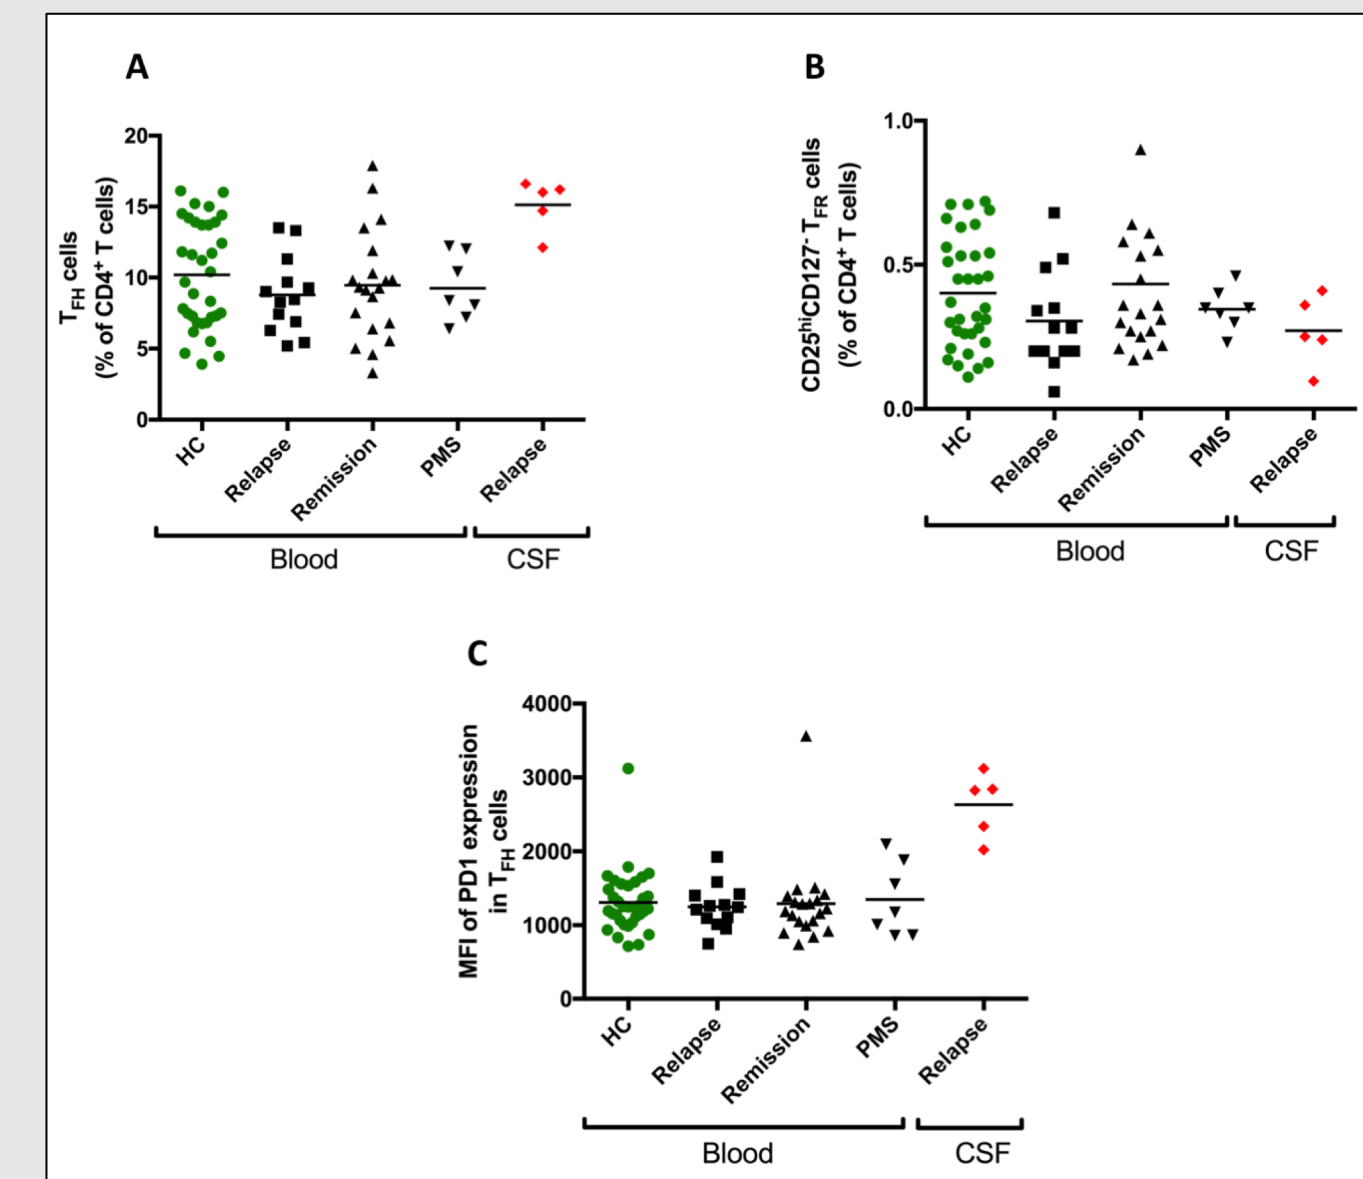 A
20
15
10
5
0
TFH cells
(% of CD4+ T cells)
HC
Relapse
Remission
PMS
Relapse
Blood
CSF
B
1.0
0.5
0.0
CD25hiCD127- TFR cells
(% of CD4+ T cells)
HC
Relapse
Remission
PMS
Relapse
Blood
CSF
C
4000
3000
2000
1000
0
MFI of PD1 expression
in TFH cells
HC
Relapse
Remission
PMS
Relapse
Blood
CSF